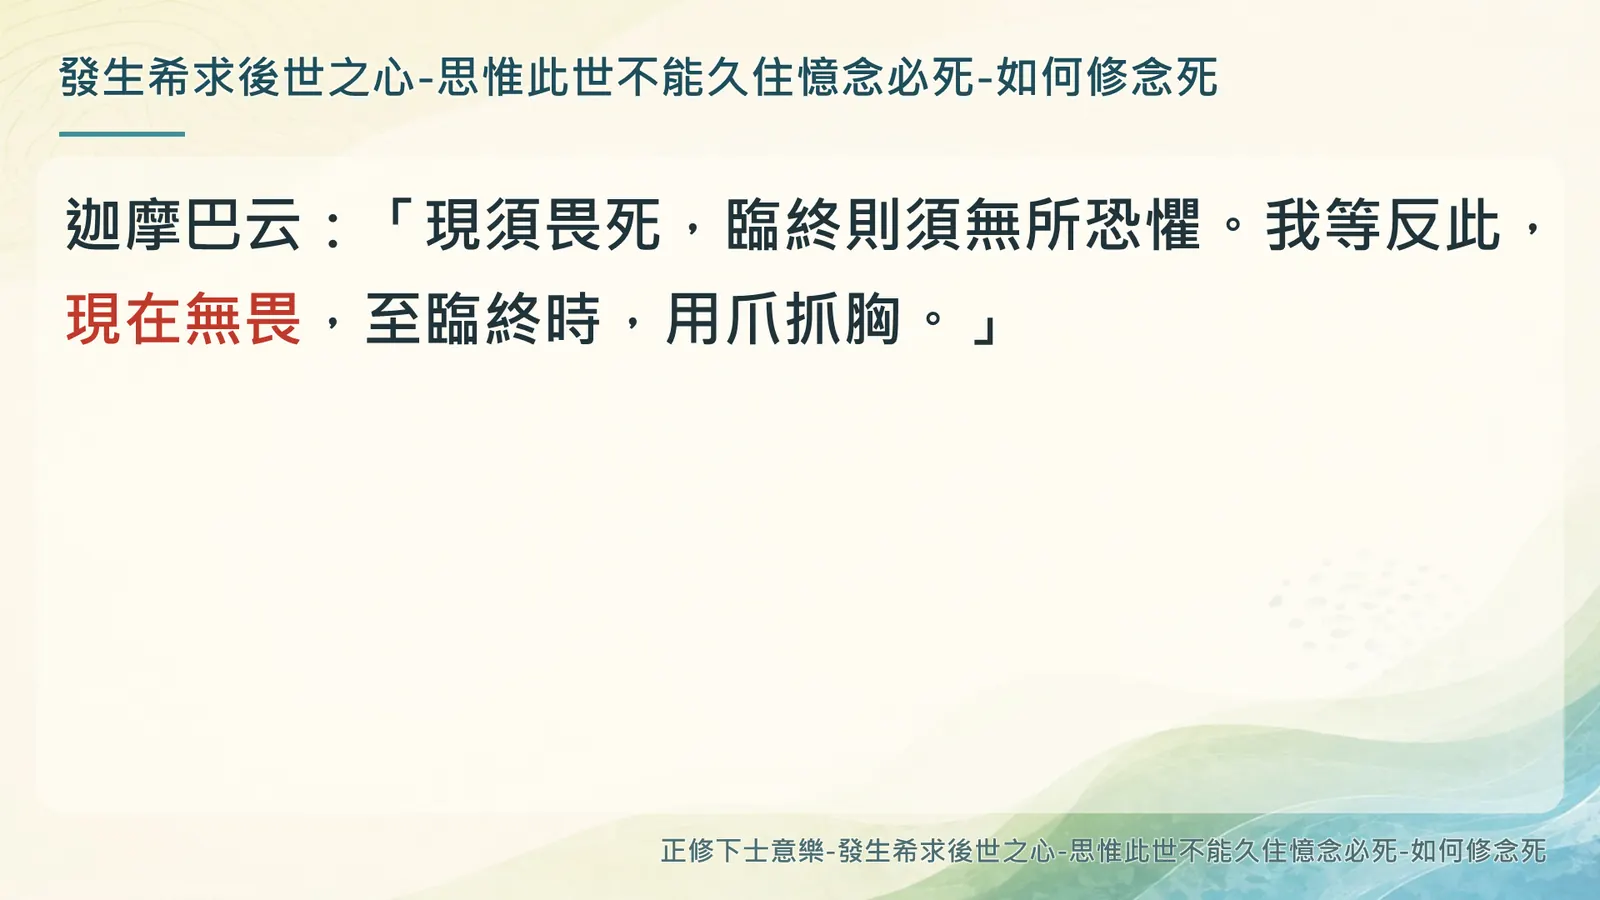 發生希求後世之心-思惟此世不能久住憶念必死-如何修念死
迦摩巴云：「現須畏死，臨終則須無所恐懼。我等反此，
現在無畏，至臨終時，用爪抓胸。」
正修下士意樂-發生希求後世之心-思惟此世不能久住憶念必死-如何修念死